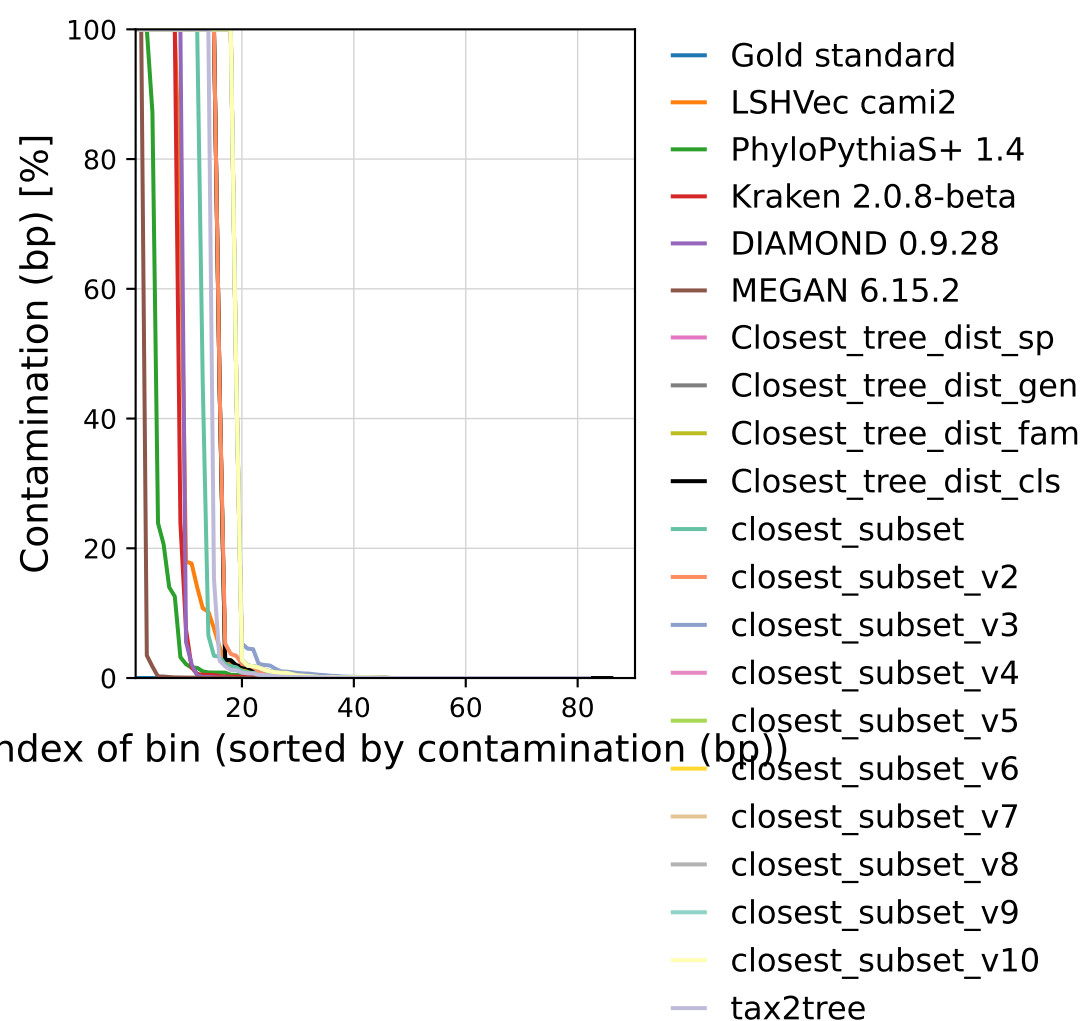 100
80
60
40
20
0
Contamination (bp) [%]
20 40 60 80
ndex of bin (sorted by contamination (bp))
Gold standard
LSHVec cami2
PhyloPythiaS+ 1.4
Kraken 2.0.8-beta
DIAMOND 0.9.28
MEGAN 6.15.2
Closest_tree_dist_sp
Closest_tree_dist_gen
Closest_tree_dist_fam
Closest_tree_dist_cls
closest_subset
closest_subset_v2
closest_subset_v3
closest_subset_v4
closest_subset_v5
closest_subset_v6
closest_subset_v7
closest_subset_v8
closest_subset_v9
closest_subset_v10
tax2tree